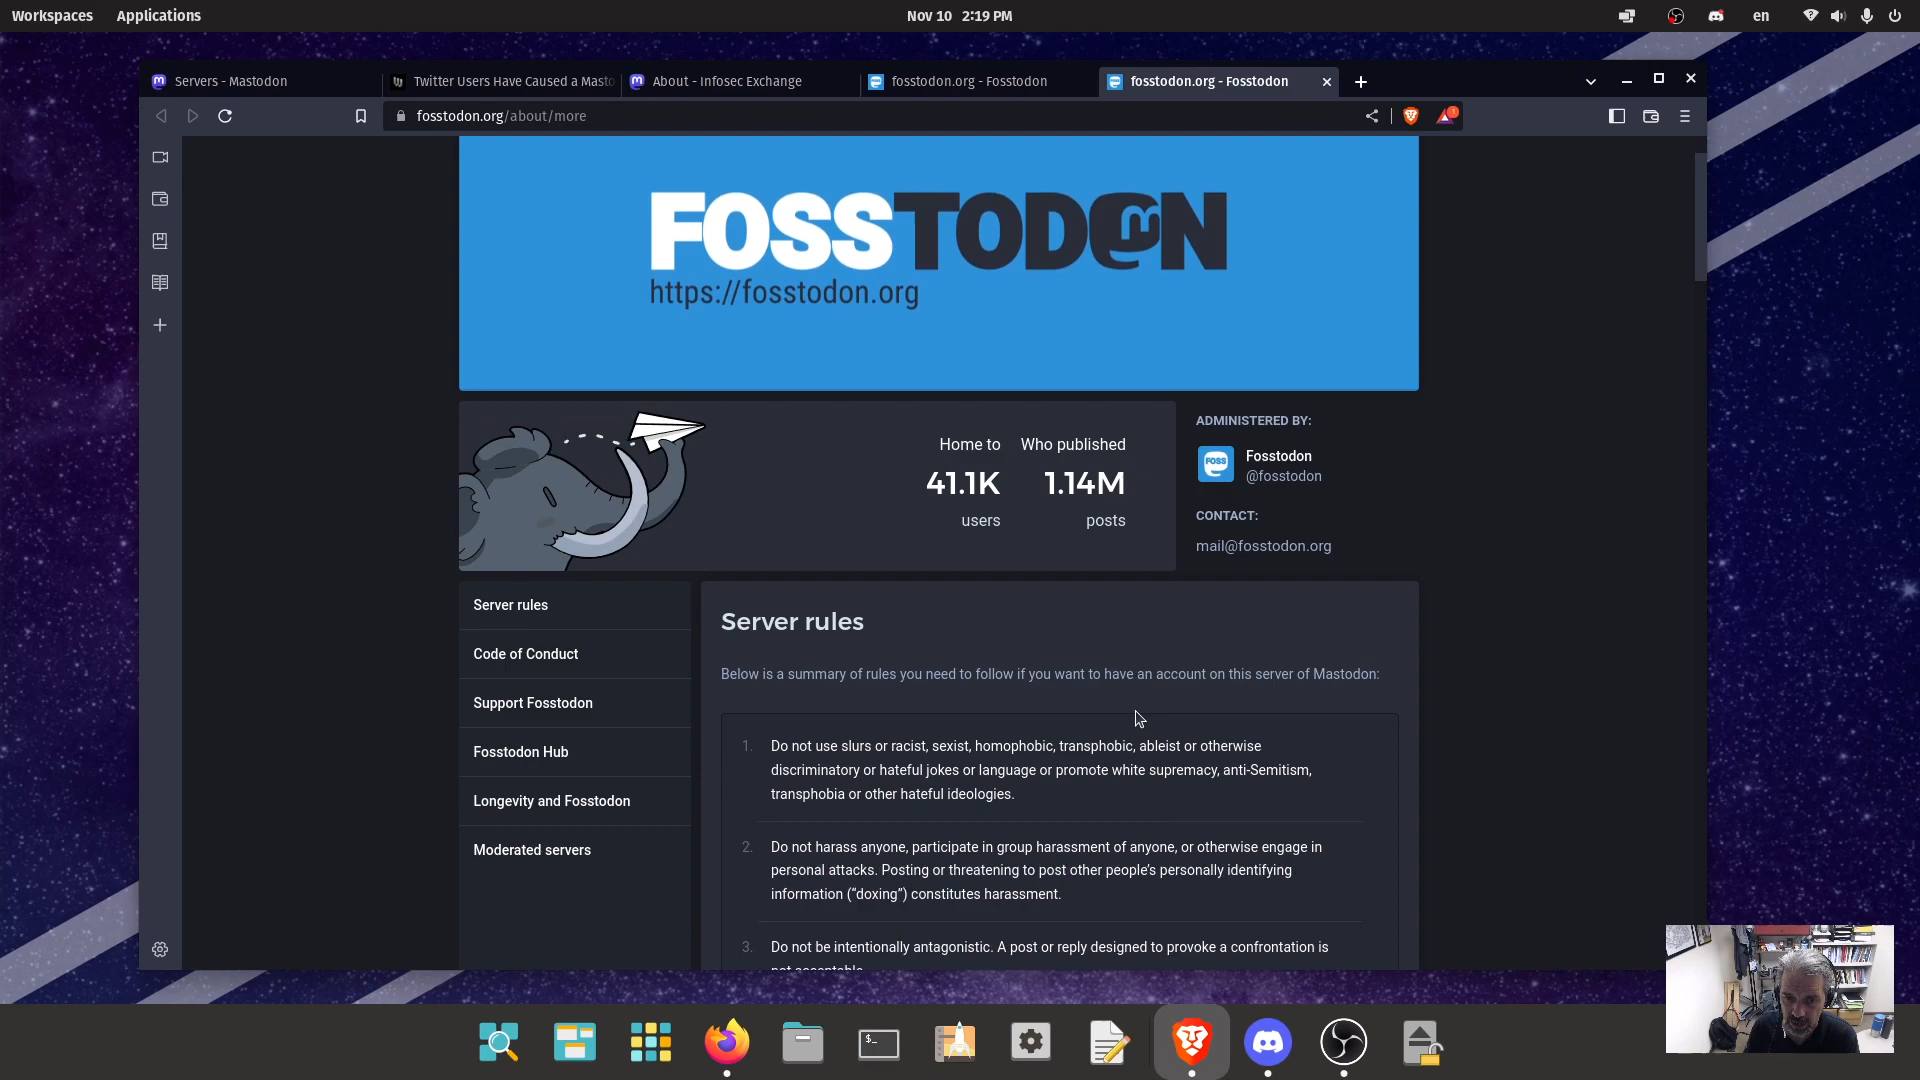 Workspaces Applications Nov 10 2:19 PM en
Servers - Mastodon Twitter Users Have Caused a Masto About - Infosec Exchange fosstodon.org - Fosstodon fosstodon.org - Fosstodon
fosstodon.org/about/more
FOSSTODON
https://fosstodon.org
Home to
41.1K
users
Who published
1.14M
posts
ADMINISTERED BY:
FOSS
Fosstodon
@fosstodon
CONTACT:
mail@fosstodon.org
Server rules
Code of Conduct
Support Fosstodon
Fosstodon Hub
Longevity and Fosstodon
Moderated servers
Server rules
Below is a summary of rules you need to follow if you want to have an account on this server of Mastodon:
1. Do not use slurs or racist, sexist, homophobic, transphobic, ableist or otherwise
discriminatory or hateful jokes or language or promote white supremacy, anti-Semitism,
transphobia or other hateful ideologies.
2. Do not harass anyone, participate in group harassment of anyone, or otherwise engage in
personal attacks. Posting or threatening to post other people's personally identifying
information (“doxing”) constitutes harassment.
3. Do not be intentionally antagonistic. A post or reply designed to provoke a confrontation is
not acceptable.